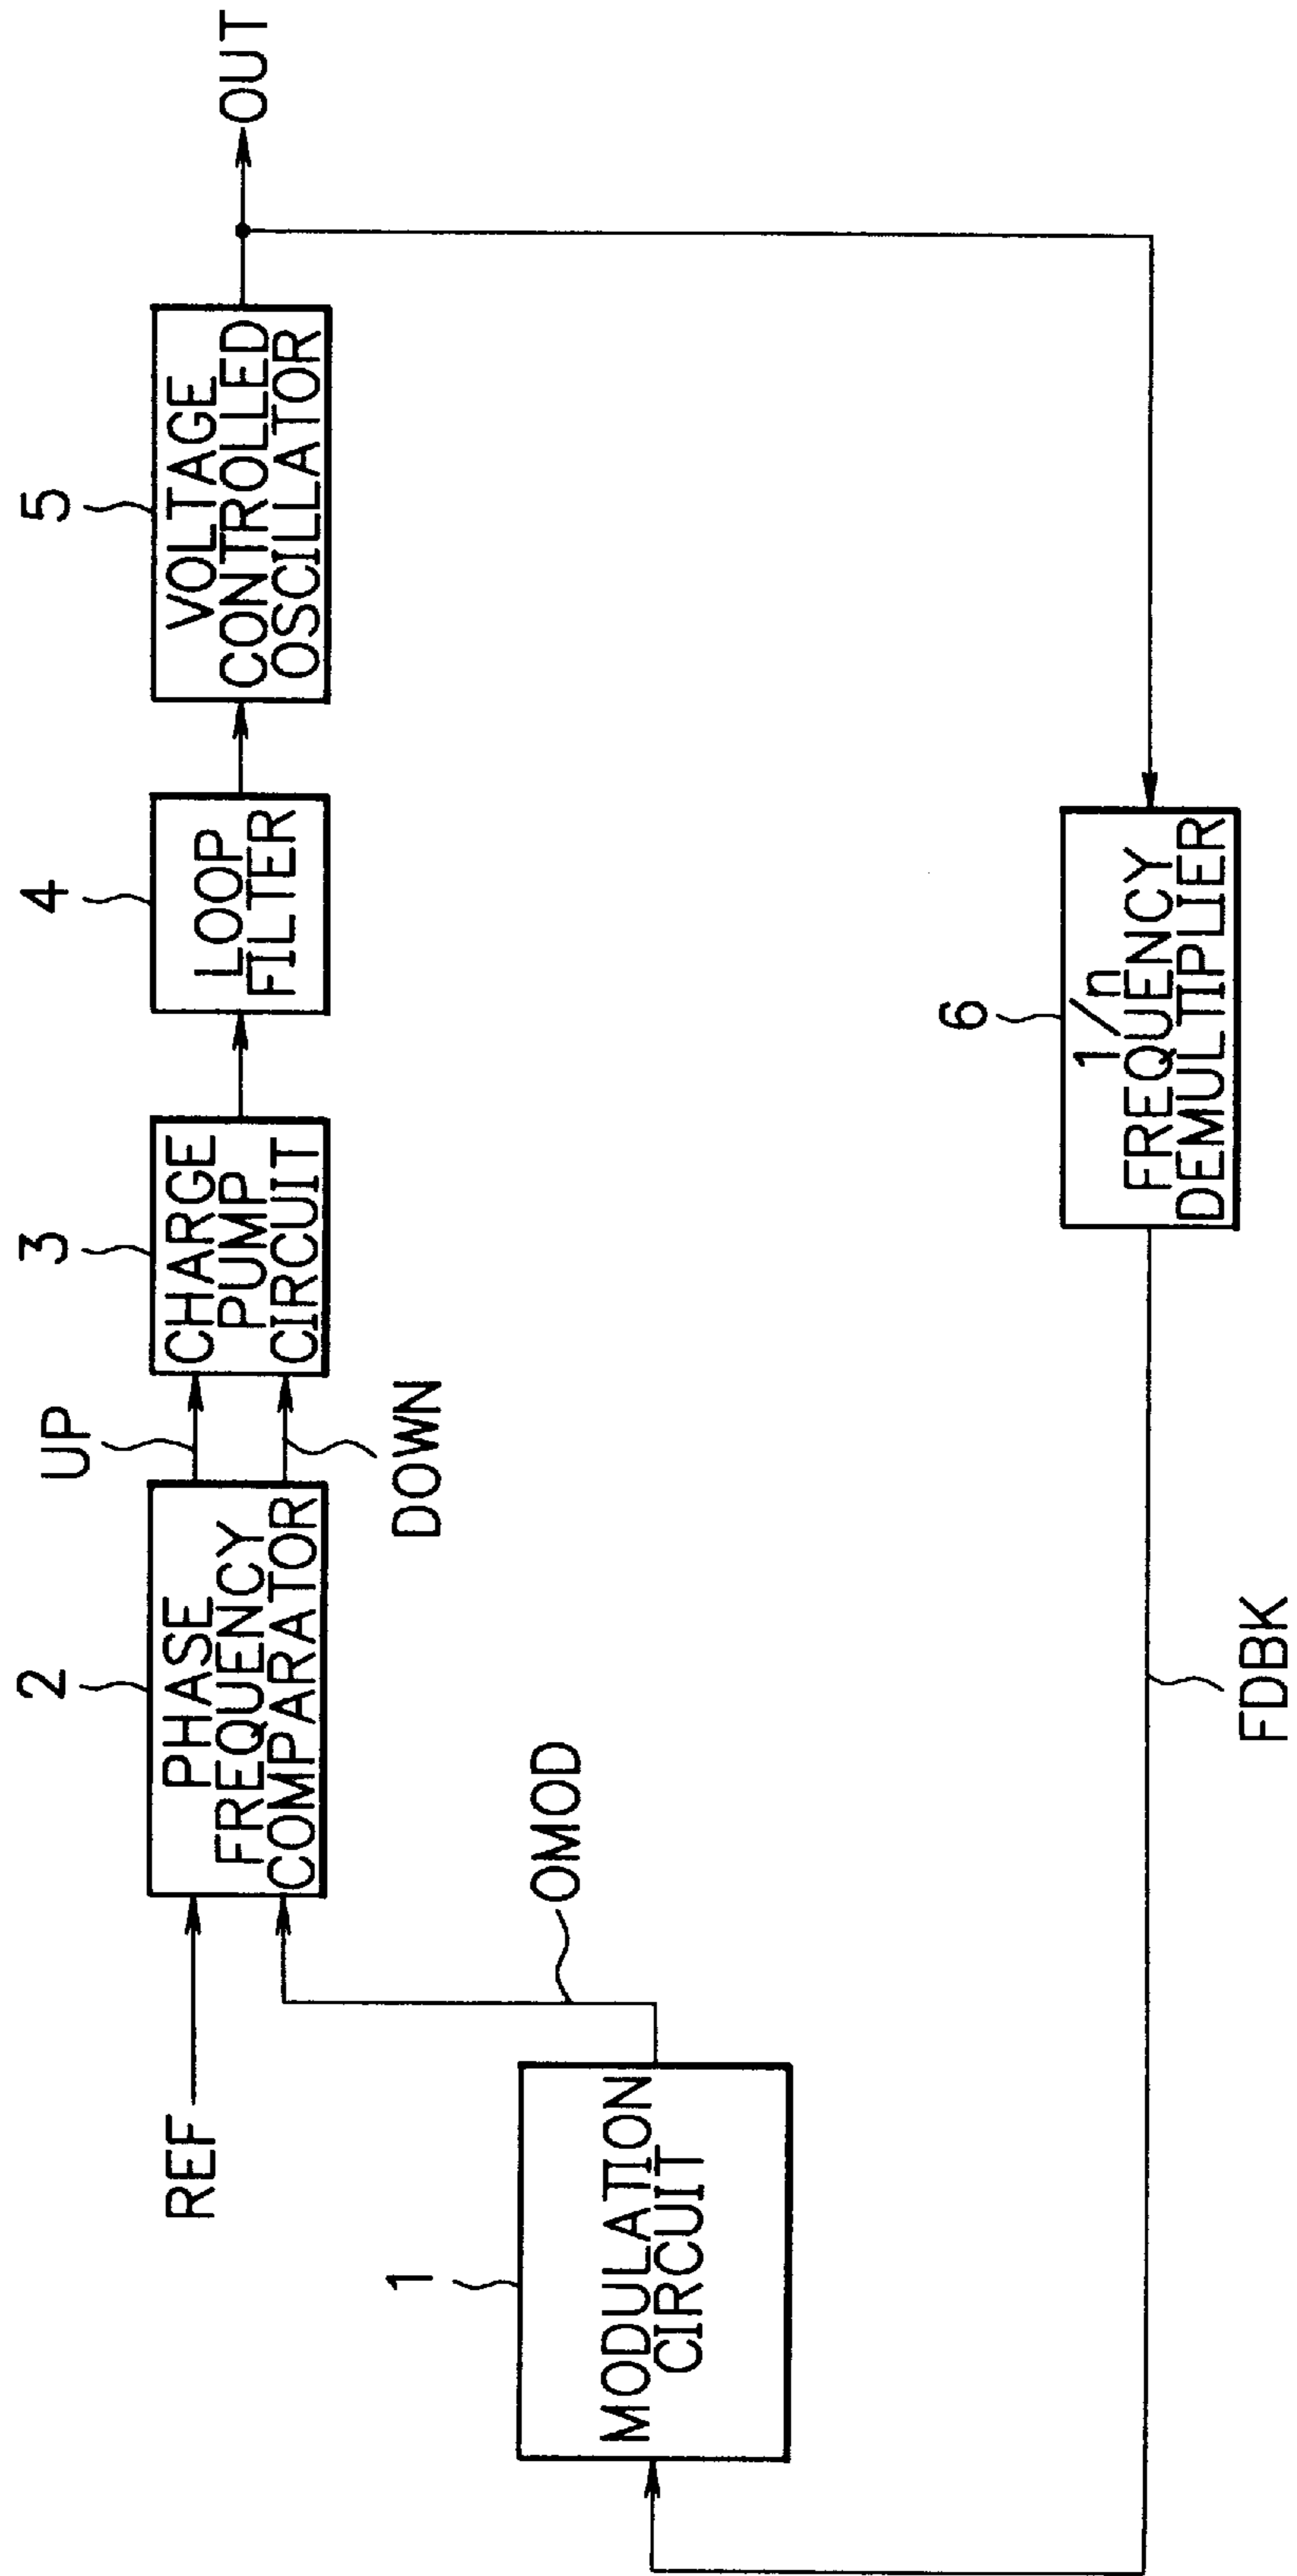 2
PHASE
FREQUENCY
COMPARATOR
REF
UP
DOWN
3
CHARGE
PUMP
CIRCUIT
4
LOOP
FILTER
5
VOLTAGE
CONTROLLED
OSCILLATOR
OUT
1
MODULATION
CIRCUIT
OMOD
6
1/n
FREQUENCY
DEMULTIPLIER
FDBK